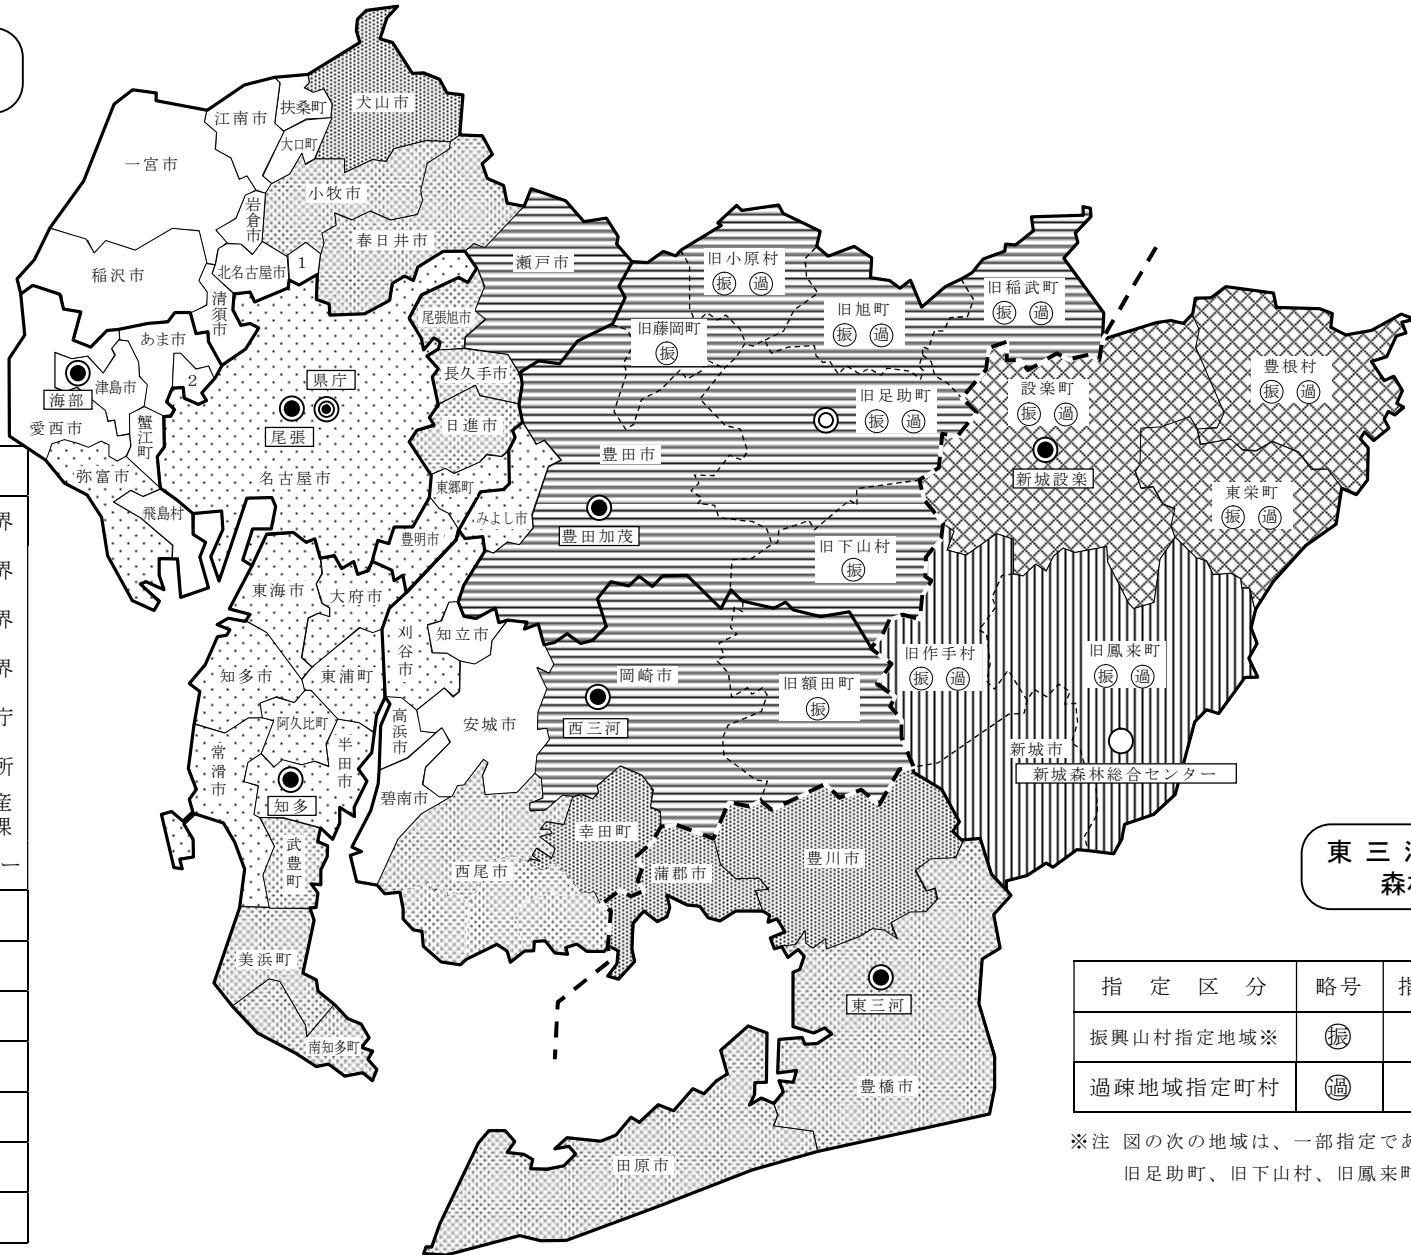 犬山市
扶桑町
江南市
大口町
一宮市
小牧市
岩倉市
春日井市
1
北名古屋市
稲沢市
清須市
瀬戸市
尾張旭市
あま市
2
津島市
海部
愛西市
蟹江町
弥富市
飛島村
県庁
尾張
名古屋市
長久手市
日進市
東郷町
みよし市
豊明市
旧小原村
振 過
旧藤岡町
振
旧旭町
振 過
旧稲武町
振 過
旧足助町
振 過
豊田市
豊田加茂
旧下山村
振
設楽町
振 過
新城設楽
豊根村
振 過
東栄町
振 過
東海市
大府市
知多市
東浦町
阿久比町
常滑市
半田市
知多
武豊町
美浜町
南知多町
刈谷市
知立市
高浜市
安城市
碧南市
岡崎市
西三河
旧額田町
振
西尾市
幸田町
蒲郡市
旧作手村
振 過
旧鳳来町
振 過
新城市
新城森林総合センター
豊川市
東三河
豊橋市
田原市
界
界
界
界
庁
所
産
課
ー
東 三
森
指 定 区 分 略号 指
振興山村指定地域※ 振
過疎地域指定町村 過
※注 図の次の地域は、一部指定であ
旧足助町、旧下山村、旧鳳来町